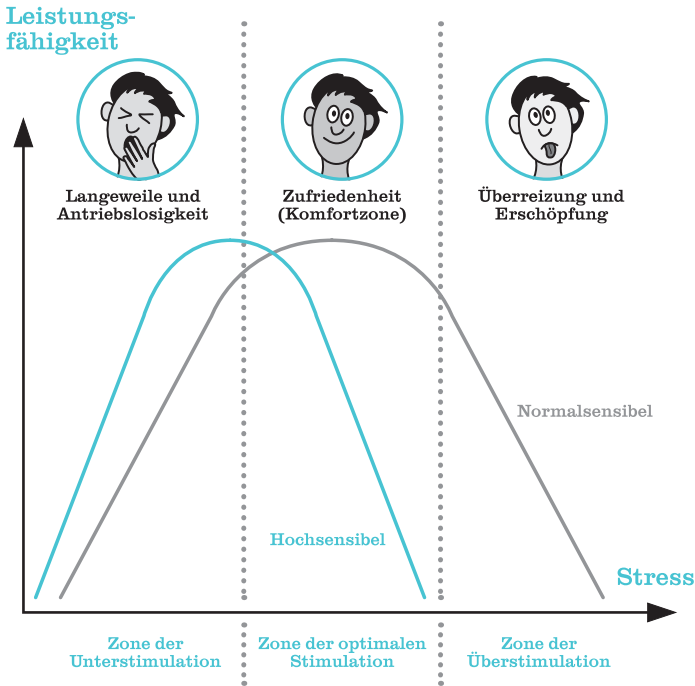 Leistungs-
fähigkeit
Langeweile und
Antriebslosigkeit
Zufriedenheit
(Komfortzone)
Überreizung und
Erschöpfung
Normalsensibel
Hochsensibel
Stress
Zone der
Unterstimulation
Zone der optimalen
Stimulation
Zone der
Überstimulation